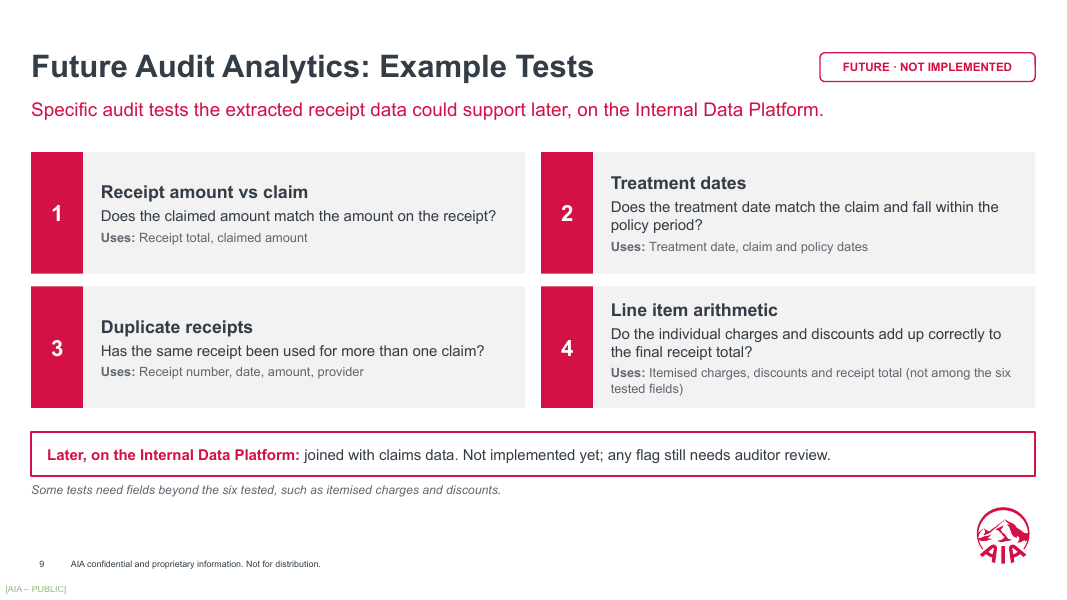 Future Audit Analytics: Example Tests
FUTURE · NOT IMPLEMENTED
Specific audit tests the extracted receipt data could support later, on the Internal Data Platform.
1
Receipt amount vs claim
Does the claimed amount match the amount on the receipt?
Uses: Receipt total, claimed amount
2
Treatment dates
Does the treatment date match the claim and fall within the
policy period?
Uses: Treatment date, claim and policy dates
3
Duplicate receipts
Has the same receipt been used for more than one claim?
Uses: Receipt number, date, amount, provider
4
Line item arithmetic
Do the individual charges and discounts add up correctly to
the final receipt total?
Uses: Itemised charges, discounts and receipt total (not among the six
tested fields)
Later, on the Internal Data Platform: joined with claims data. Not implemented yet; any flag still needs auditor review.
Some tests need fields beyond the six tested, such as itemised charges and discounts.
AIA
9
AIA confidential and proprietary information. Not for distribution.
[AIA – PUBLIC]